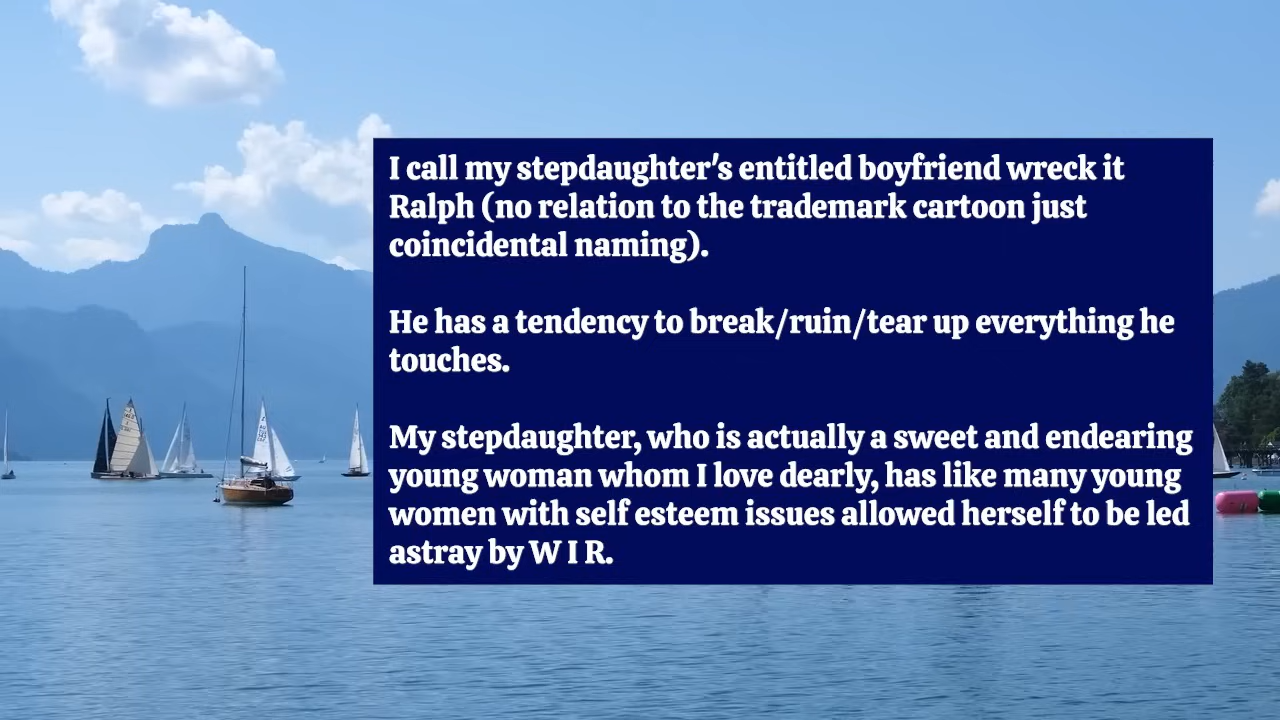 I call my stepdaughter's entitled boyfriend wreck it
Ralph (no relation to the trademark cartoon just
coincidental naming).
He has a tendency to break/ruin/tear up everything he
touches.
My stepdaughter, who is actually a sweet and endearing
young woman whom I love dearly, has like many young
women with self esteem issues allowed herself to be led
astray by W I R.